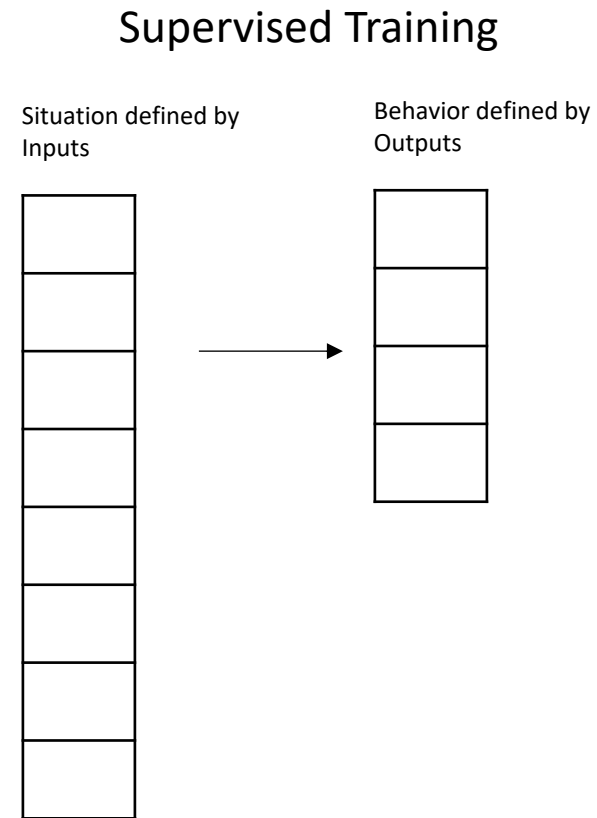 Supervised Training
Situation defined by
Inputs
Behavior defined by
Outputs